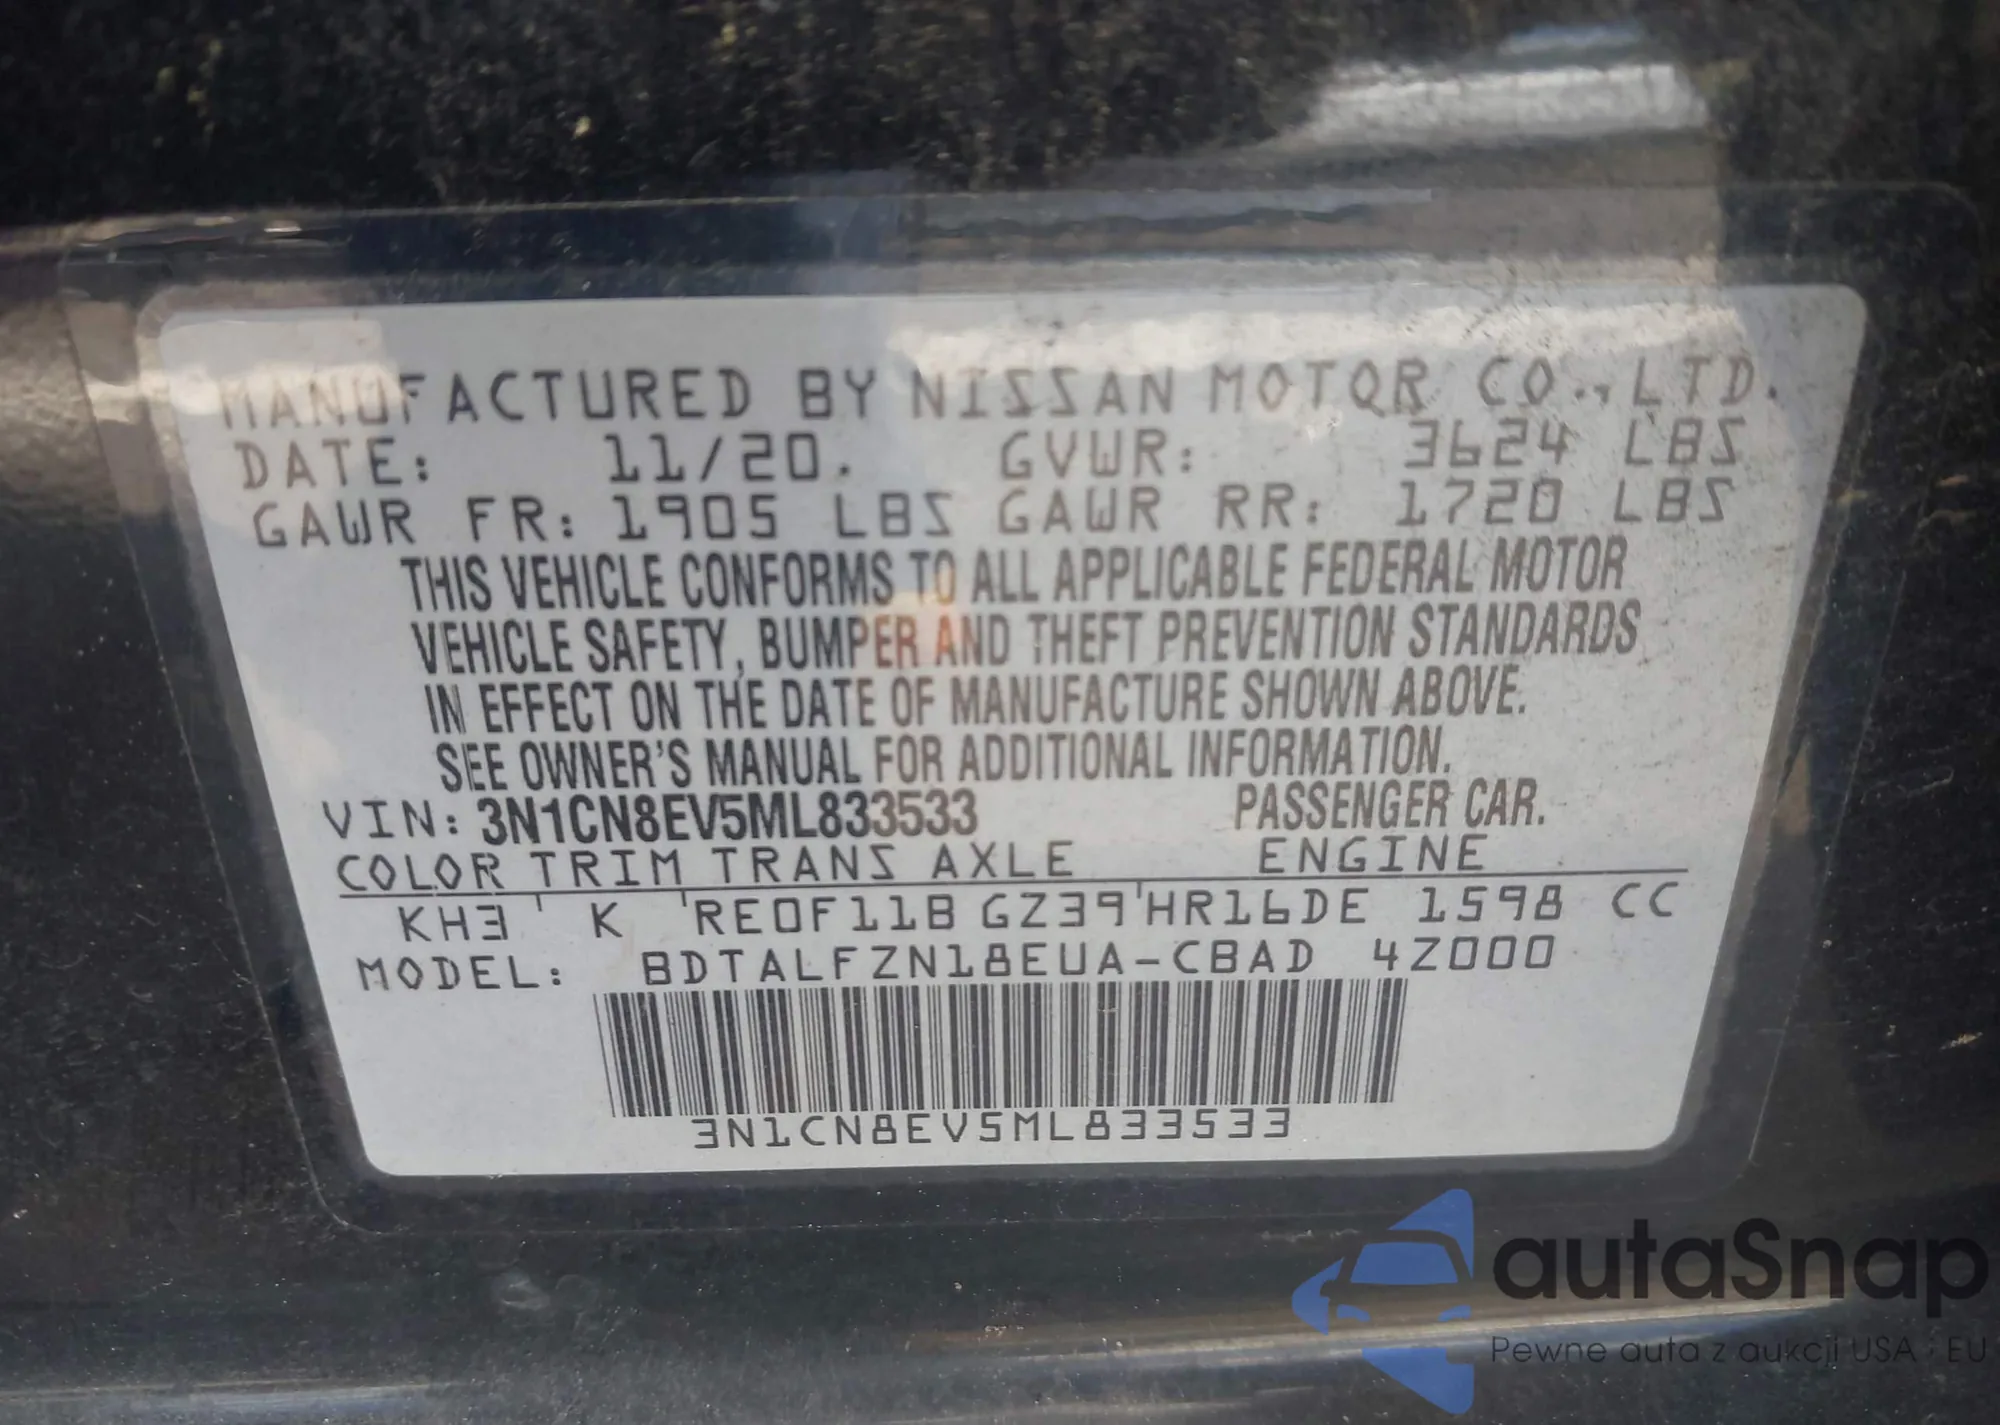 MANUFACTURED BY NISSAN MOTOR CO., LTD.
DATE: 11/20. GVWR: 3624 LBS
GAWR FR: 1905 LBS GAWR RR: 1720 LBS
THIS VEHICLE CONFORMS TO ALL APPLICABLE FEDERAL MOTOR
VEHICLE SAFETY, BUMPER AND THEFT PREVENTION STANDARDS
IN EFFECT ON THE DATE OF MANUFACTURE SHOWN ABOVE.
SEE OWNER'S MANUAL FOR ADDITIONAL INFORMATION.
VIN: 3N1CN8EV5ML833533 PASSENGER CAR.
COLOR TRIM TRANS AXLE ENGINE
KH3 ' K 'RE0F11B GZ39'HR16DE 1598 CC
MODEL: BDTALFZN18EUA-CBAD 4Z000
3N1CN8EV5ML833533
autaSnap
Pewne auta z aukcji USA i EU